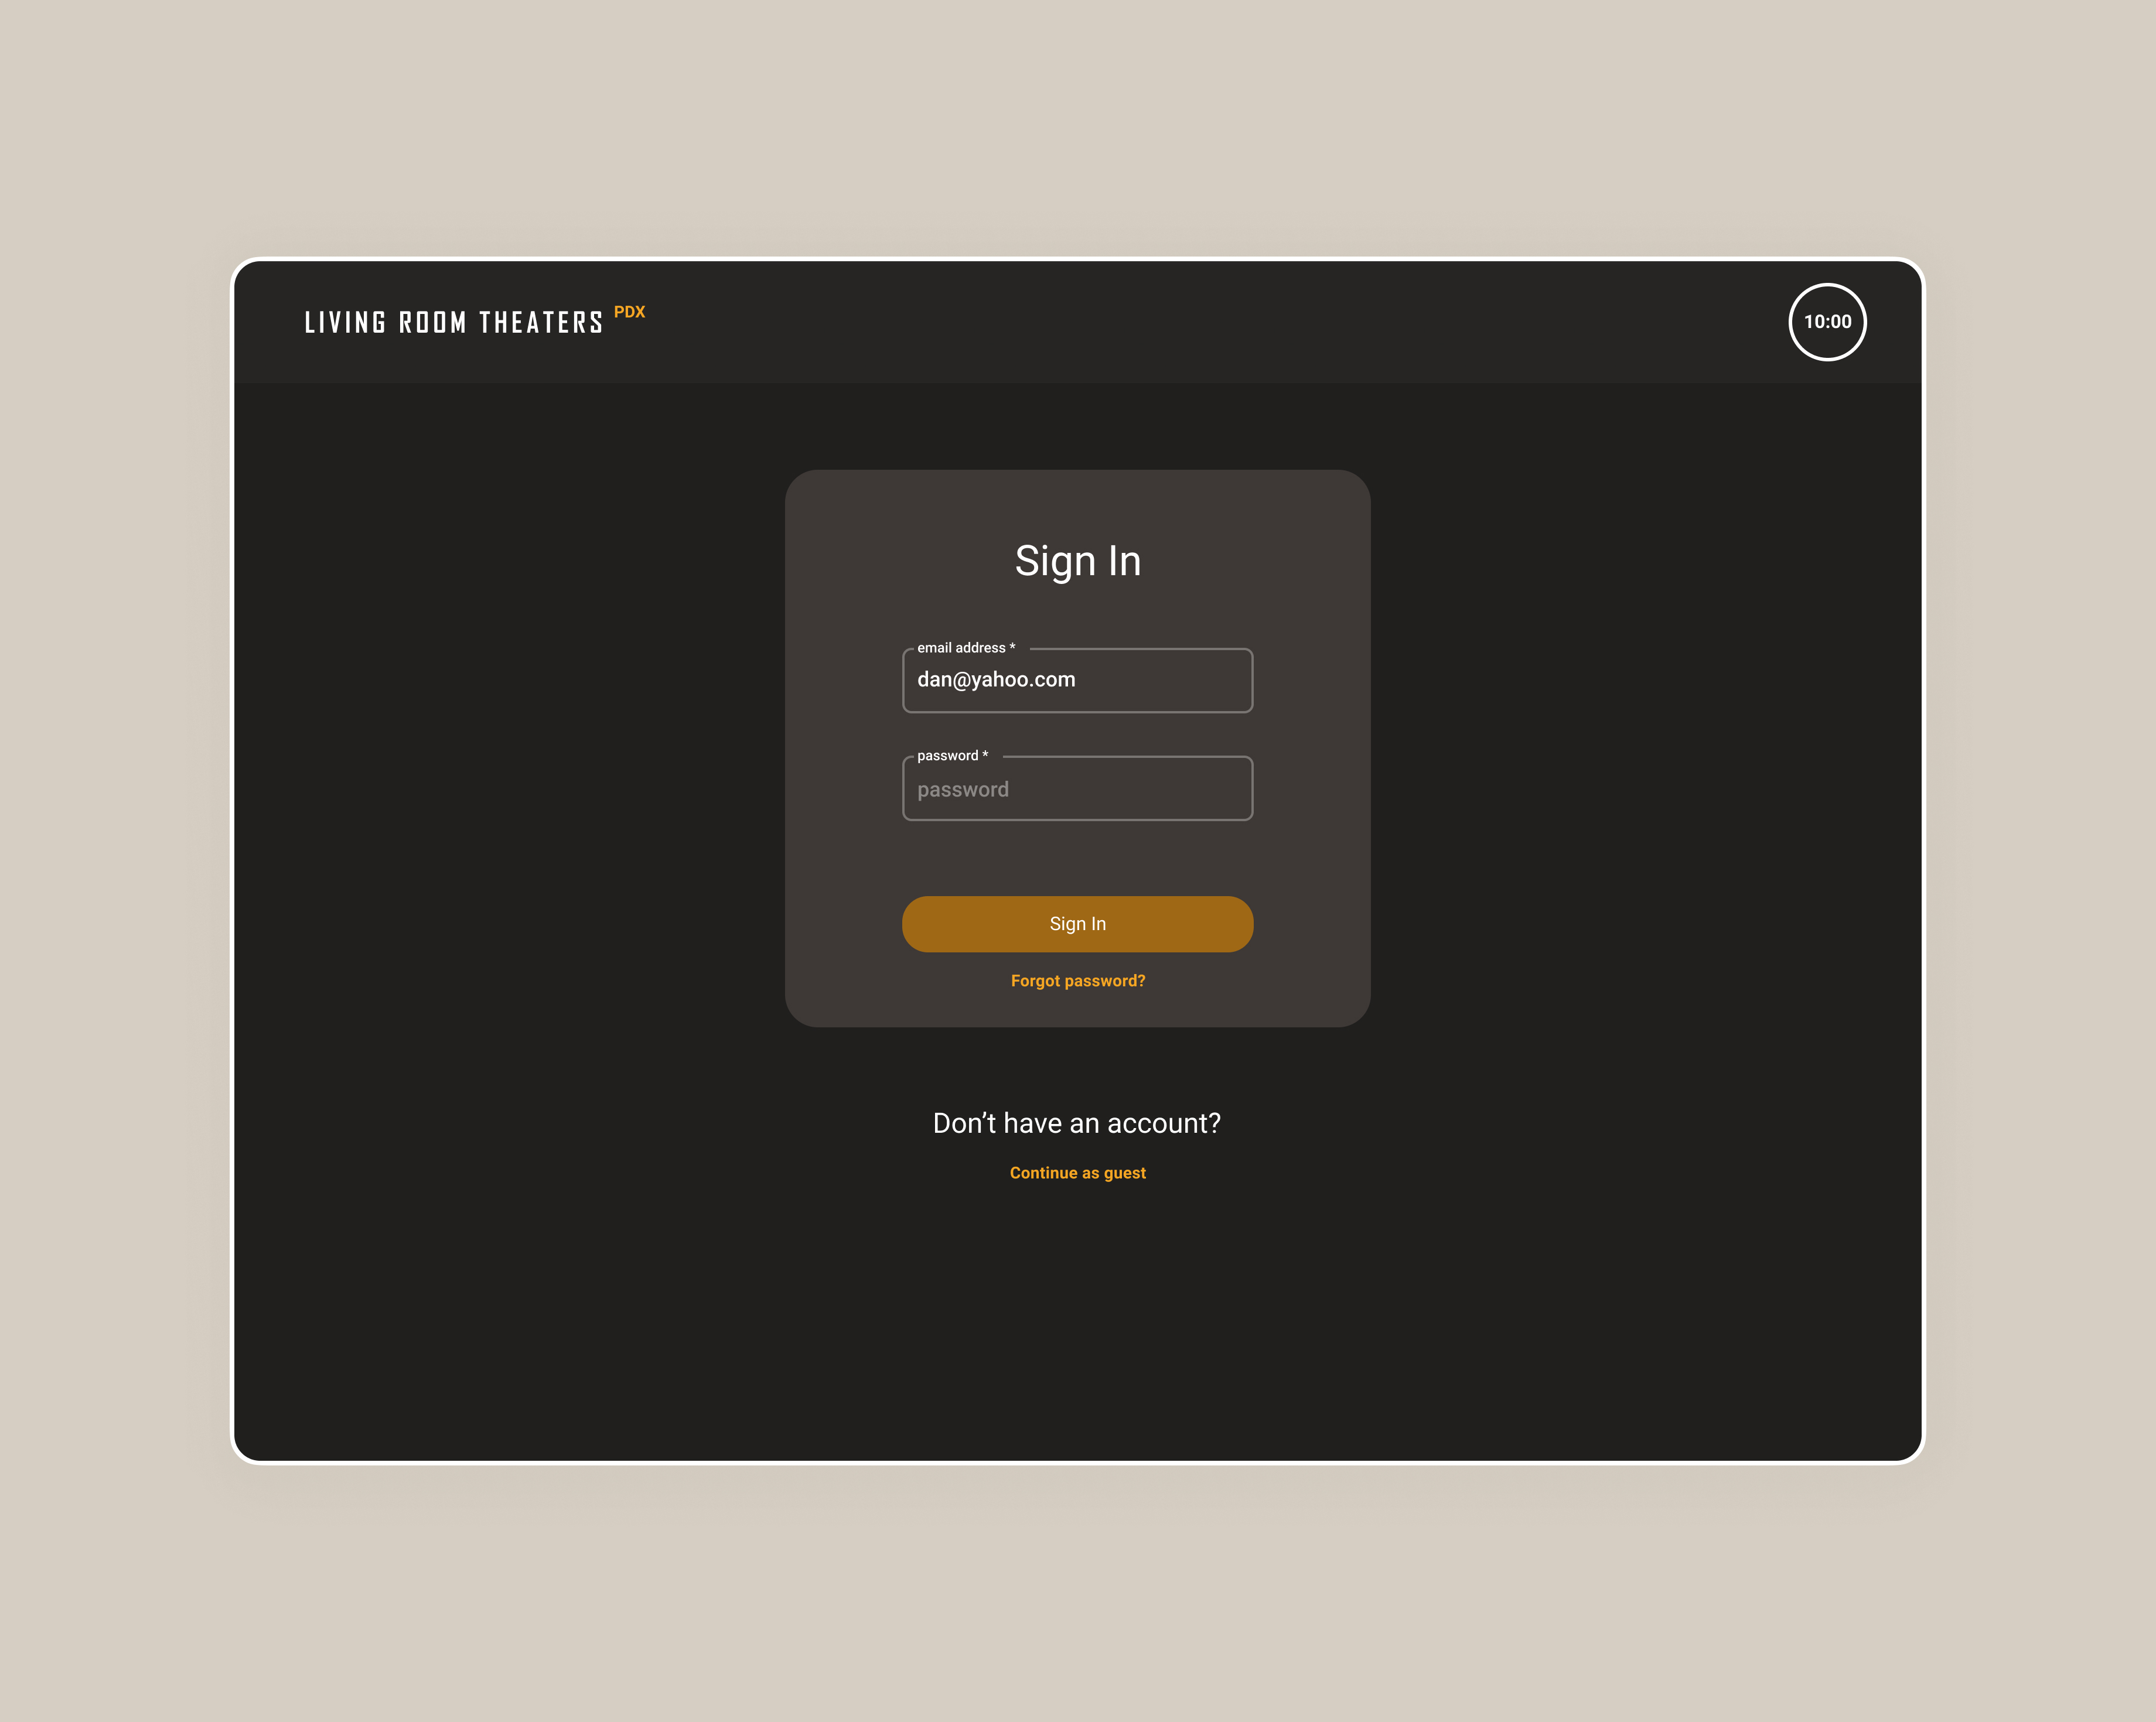 LIVING ROOM THEATERS PDX
10:00
Sign In
email address *
dan@yahoo.com
password *
password
Sign In
Forgot password?
Don’t have an account?
Continue as guest